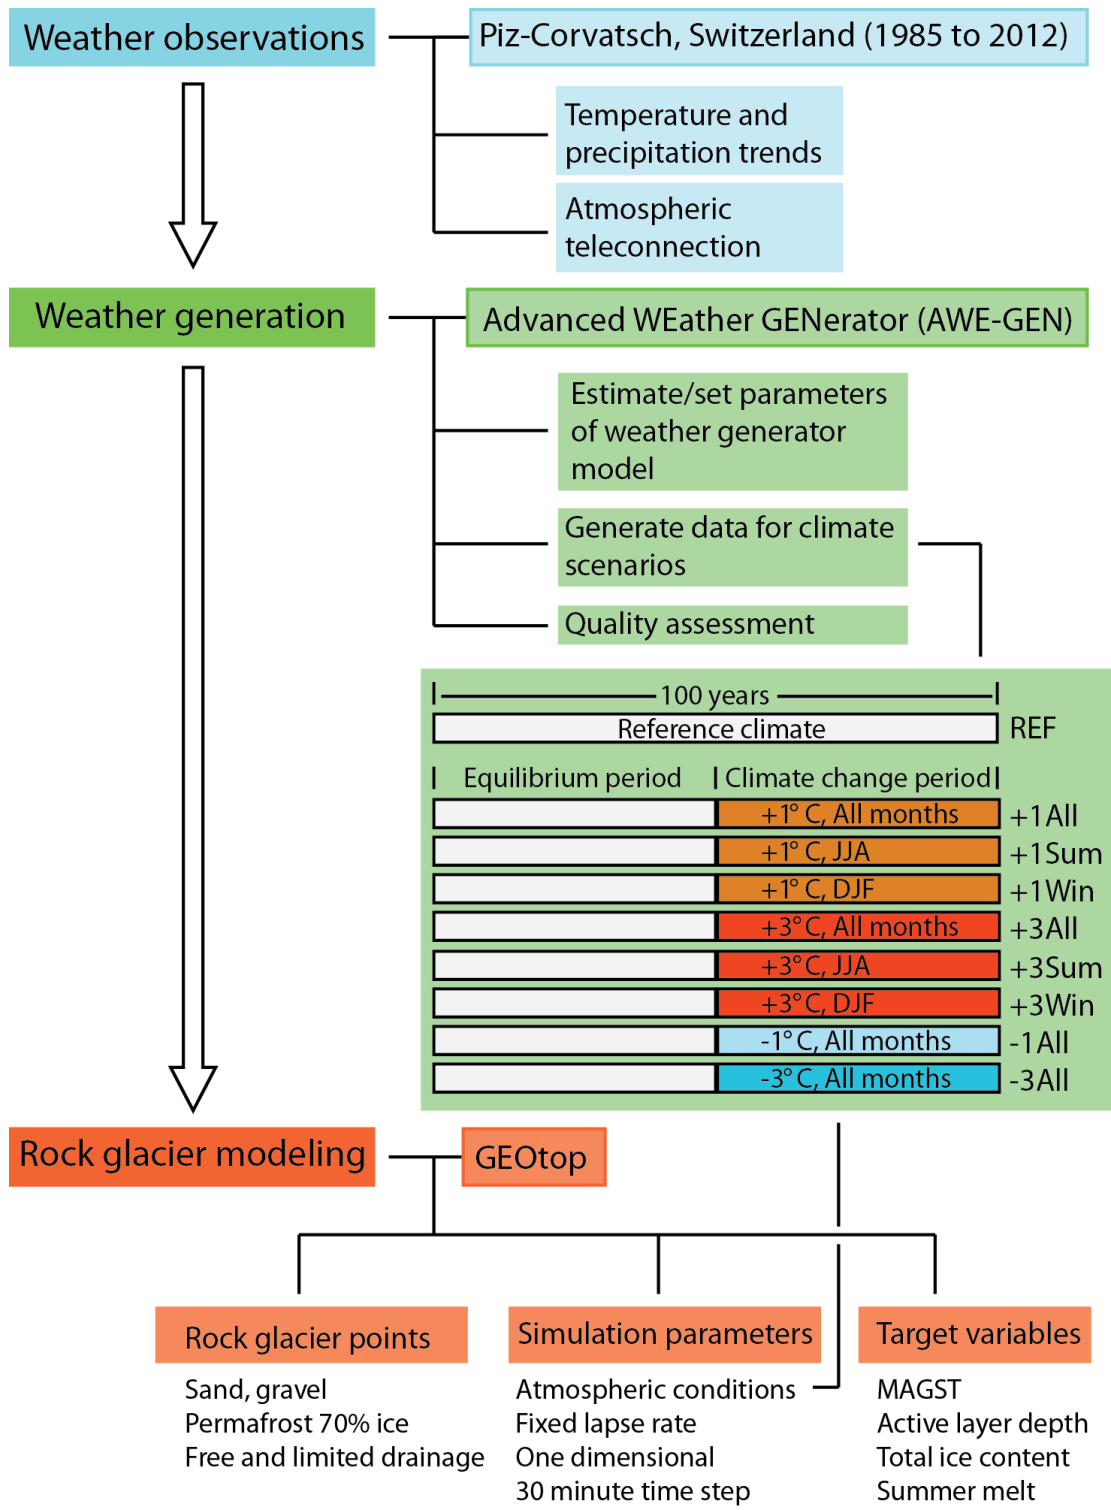 Weather observations
Piz-Corvatsch, Switzerland (1985 to 2012)
Temperature and
precipitation trends
Atmospheric
teleconnection
Weather generation
Advanced WEather GENerator (AWE-GEN)
Estimate/set parameters
of weather generator
model
Generate data for climate
scenarios
Quality assessment
100 years
Reference climate
REF
Equilibrium period
Climate change period
+1° C, All months
+1All
+1° C, JJA
+1Sum
+1° C, DJF
+1Win
+3° C, All months
+3All
+3° C, JJA
+3Sum
+3° C, DJF
+3Win
-1° C, All months
-1All
-3° C, All months
-3All
Rock glacier modeling
GEOtop
Rock glacier points
Sand, gravel
Permafrost 70% ice
Free and limited drainage
Simulation parameters
Atmospheric conditions
Fixed lapse rate
One dimensional
30 minute time step
Target variables
MAGST
Active layer depth
Total ice content
Summer melt